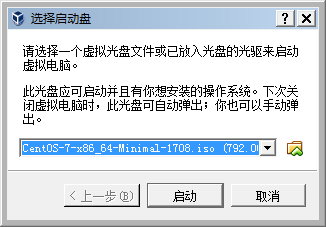 选择启动盘
请选择一个虚拟光盘文件或已放入光盘的光驱来启动
虚拟电脑。
此光盘应可启动并且有你想安装的操作系统。下次关
闭虚拟电脑时，此光盘可自动弹出；你也可以手动弹
出。
CentOS-7-x86_64-Minimal-1708.iso (792.0
< 上一步(B)
启动
取消